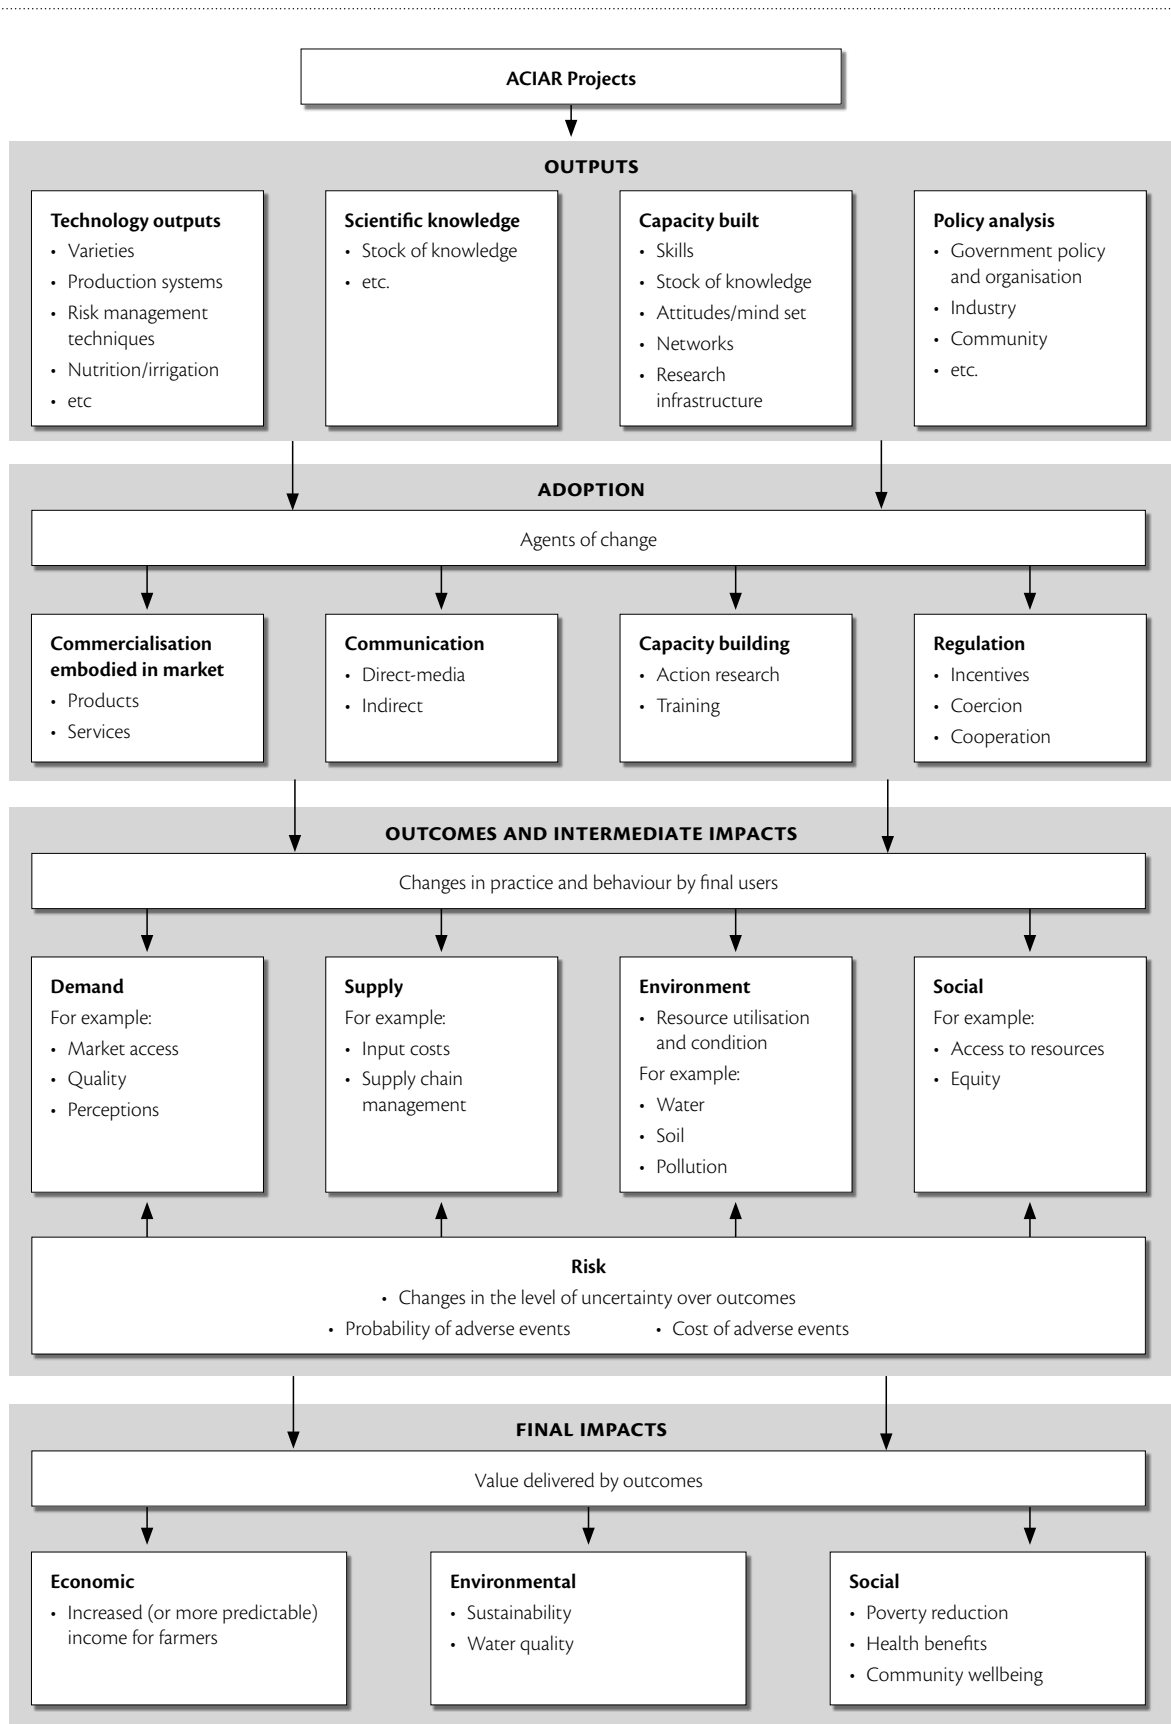 ACIAR Projects
OUTPUTS
Technology outputs
• Varieties
• Production systems
• Risk management
techniques
• Nutrition/irrigation
• etc
Scientific knowledge
• Stock of knowledge
• etc.
Capacity built
• Skills
• Stock of knowledge
• Attitudes/mind set
• Networks
• Research
infrastructure
Policy analysis
• Government policy
and organisation
• Industry
• Community
• etc.
ADOPTION
Agents of change
Commercialisation
embodied in market
• Products
• Services
Communication
• Direct-media
• Indirect
Capacity building
• Action research
• Training
Regulation
• Incentives
• Coercion
• Cooperation
OUTCOMES AND INTERMEDIATE IMPACTS
Changes in practice and behaviour by final users
Demand
For example:
• Market access
• Quality
• Perceptions
Supply
For example:
• Input costs
• Supply chain
management
Environment
• Resource utilisation
and condition
For example:
• Water
• Soil
• Pollution
Social
For example:
• Access to resources
• Equity
Risk
• Changes in the level of uncertainty over outcomes
• Probability of adverse events • Cost of adverse events
FINAL IMPACTS
Value delivered by outcomes
Economic
• Increased (or more predictable)
income for farmers
Environmental
• Sustainability
• Water quality
Social
• Poverty reduction
• Health benefits
• Community wellbeing